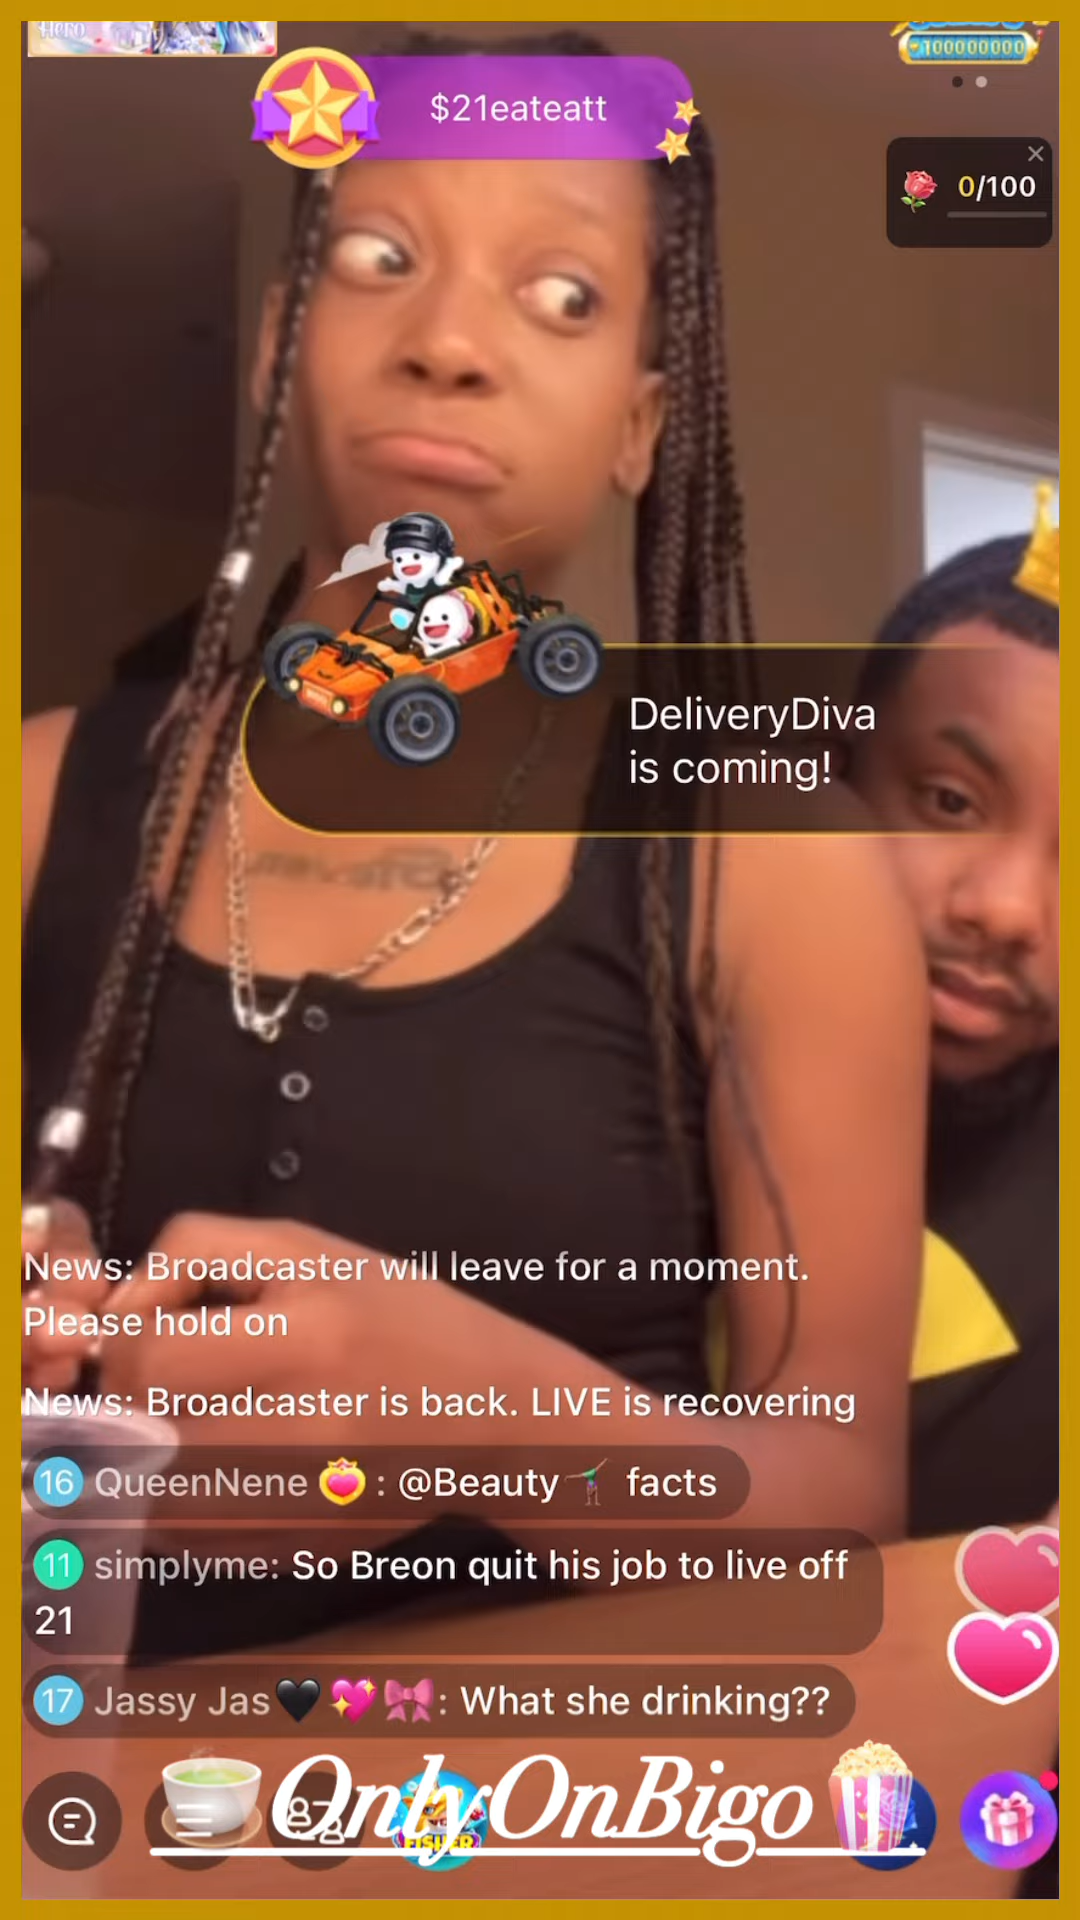 Hero
100000000
$21eateatt
0/100
DeliveryDiva
is coming!
News: Broadcaster will leave for a moment.
Please hold on
News: Broadcaster is back. LIVE is recovering
16 QueenNene : @Beauty facts
11 simplyme: So Breon quit his job to live off
21
17 Jassy Jas🖤💖🎀: What she drinking??
OnlyOnBigo
FISHER